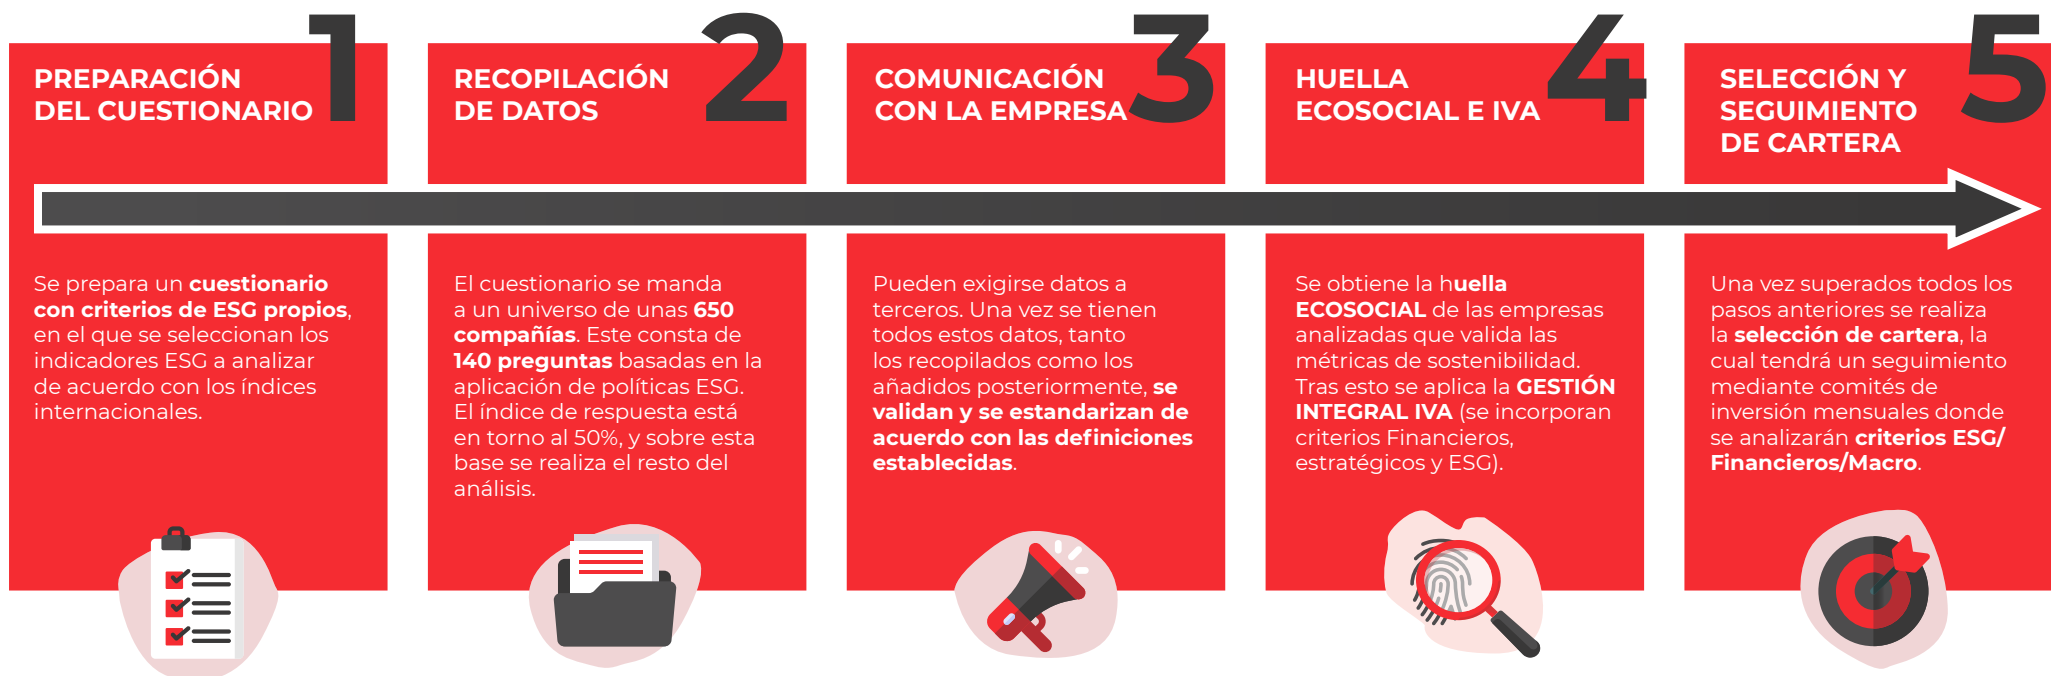 1
PREPARACIÓN
DEL CUESTIONARIO
Se prepara un cuestionario
con criterios de ESG propios,
en el que se seleccionan los
indicadores ESG a analizar
de acuerdo con los índices
internacionales.
2
RECOPILACIÓN
DE DATOS
El cuestionario se manda
a un universo de unas 650
compañías. Este consta de
140 preguntas basadas en la
aplicación de políticas ESG.
El índice de respuesta está
en torno al 50%, y sobre esta
base se realiza el resto del
análisis.
3
COMUNICACIÓN
CON LA EMPRESA
Pueden exigirse datos a
terceros. Una vez se tienen
todos estos datos, tanto
los recopilados como los
añadidos posteriormente, se
validan y se estandarizan de
acuerdo con las definiciones
establecidas.
4
HUELLA
ECOSOCIAL E IVA
Se obtiene la huella
ECOSOCIAL de las empresas
analizadas que valida las
métricas de sostenibilidad.
Tras esto se aplica la GESTIÓN
INTEGRAL IVA (se incorporan
criterios Financieros,
estratégicos y ESG).
5
SELECCIÓN Y
SEGUIMIENTO
DE CARTERA
Una vez superados todos los
pasos anteriores se realiza
la selección de cartera, la
cual tendrá un seguimiento
mediante comités de
inversión mensuales donde
se analizarán criterios ESG/
Financieros/Macro.